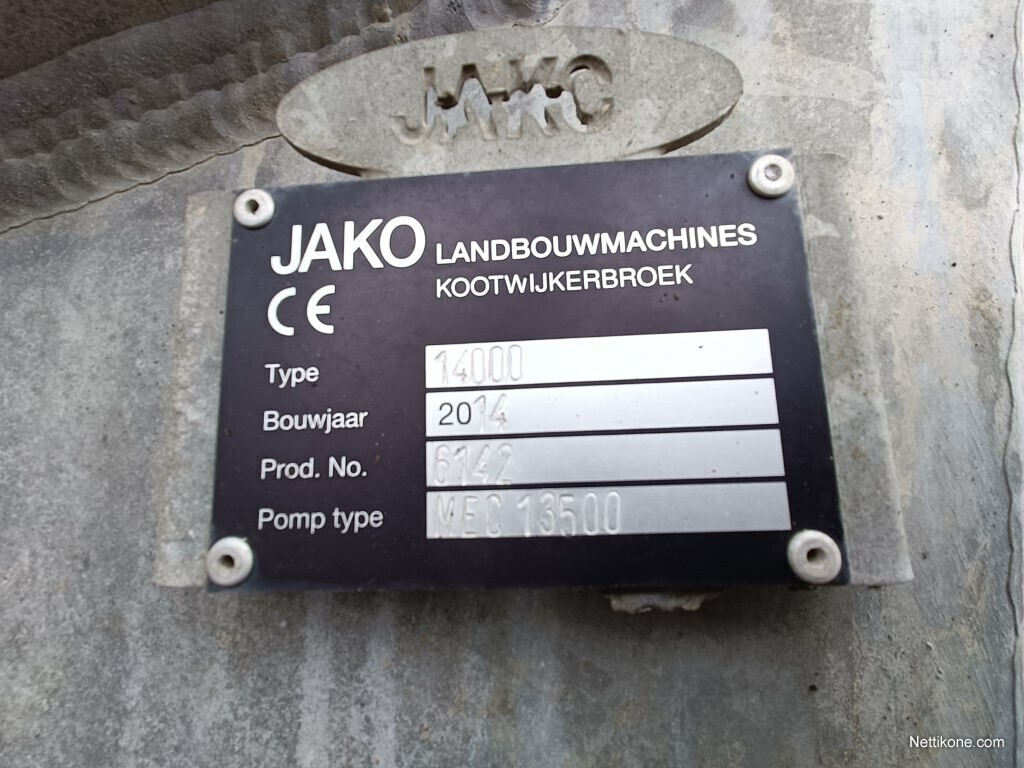 JAKO
JAKO LANDBOUWMACHINES
KOOTWIJKERBROEK
CE
Type 14000
Bouwjaar 2014
Prod. No. 6142
Pomp type MEC 13500
Nettikone.com